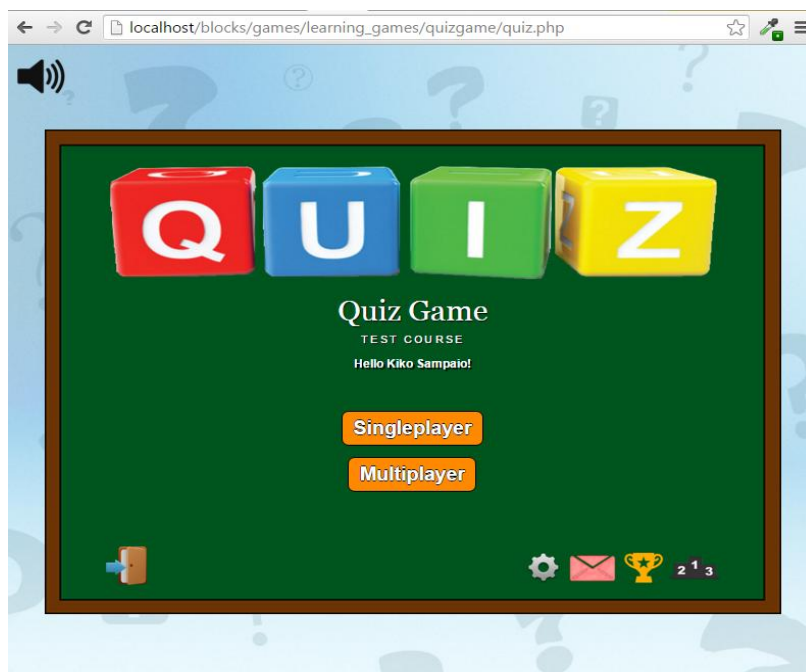 localhost/blocks/games/learning_games/quizgame/quiz.php
QUIZ
Quiz Game
TEST COURSE
Hello Kiko Sampaio!
Singleplayer
Multiplayer
2 1 3